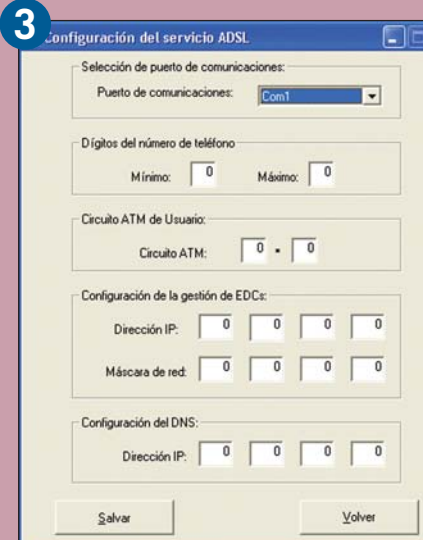 3
Configuración del servicio ADSL
Selección de puerto de comunicaciones:
Puerto de comunicaciones: Com1
Dígitos del número de teléfono
Mínimo: 0 Máximo: 0
Circuito ATM de Usuario:
Circuito ATM: 0 - 0
Configuración de la gestión de EDCs:
Dirección IP: 0 0 0 0
Máscara de red: 0 0 0 0
Configuración del DNS:
Dirección IP: 0 0 0 0
Salvar Volver